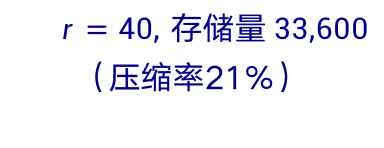 r = 40, 存储量 33,600
（压缩率21%）